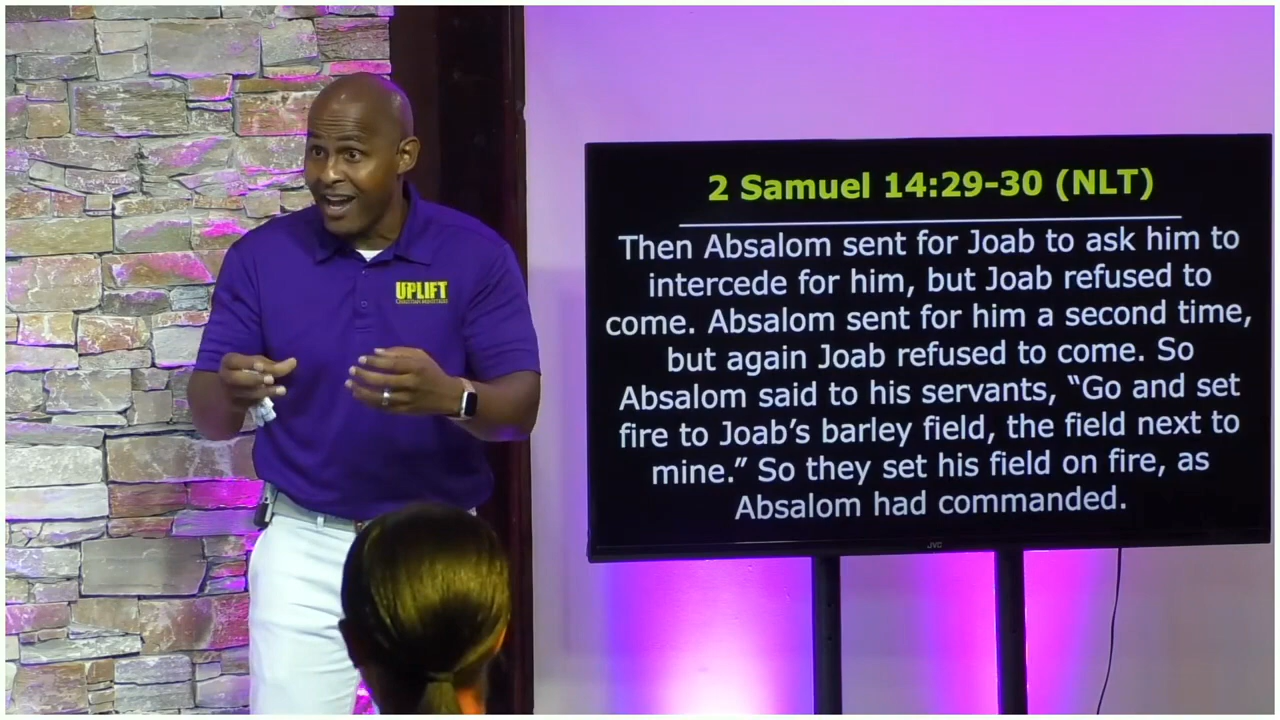 UPLIFT
CHRISTIAN MINISTRIES
2 Samuel 14:29-30 (NLT)
Then Absalom sent for Joab to ask him to
intercede for him, but Joab refused to
come. Absalom sent for him a second time,
but again Joab refused to come. So
Absalom said to his servants, “Go and set
fire to Joab’s barley field, the field next to
mine.” So they set his field on fire, as
Absalom had commanded.
JVC